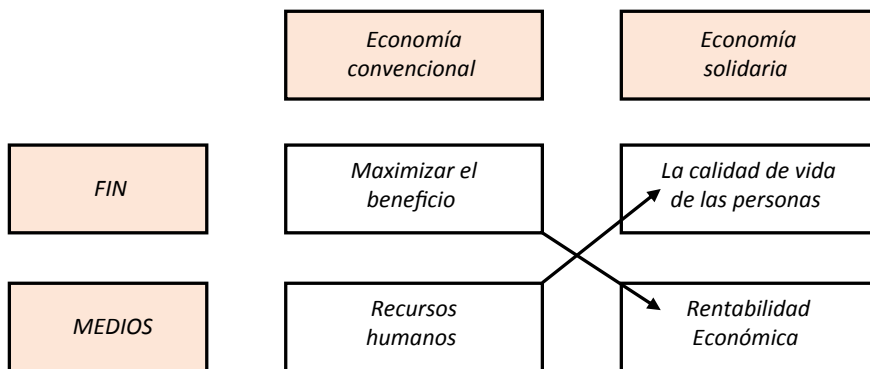 Economía
convencional
Economía
solidaria
FIN
Maximizar el
beneficio
La calidad de vida
de las personas
MEDIOS
Recursos
humanos
Rentabilidad
Económica